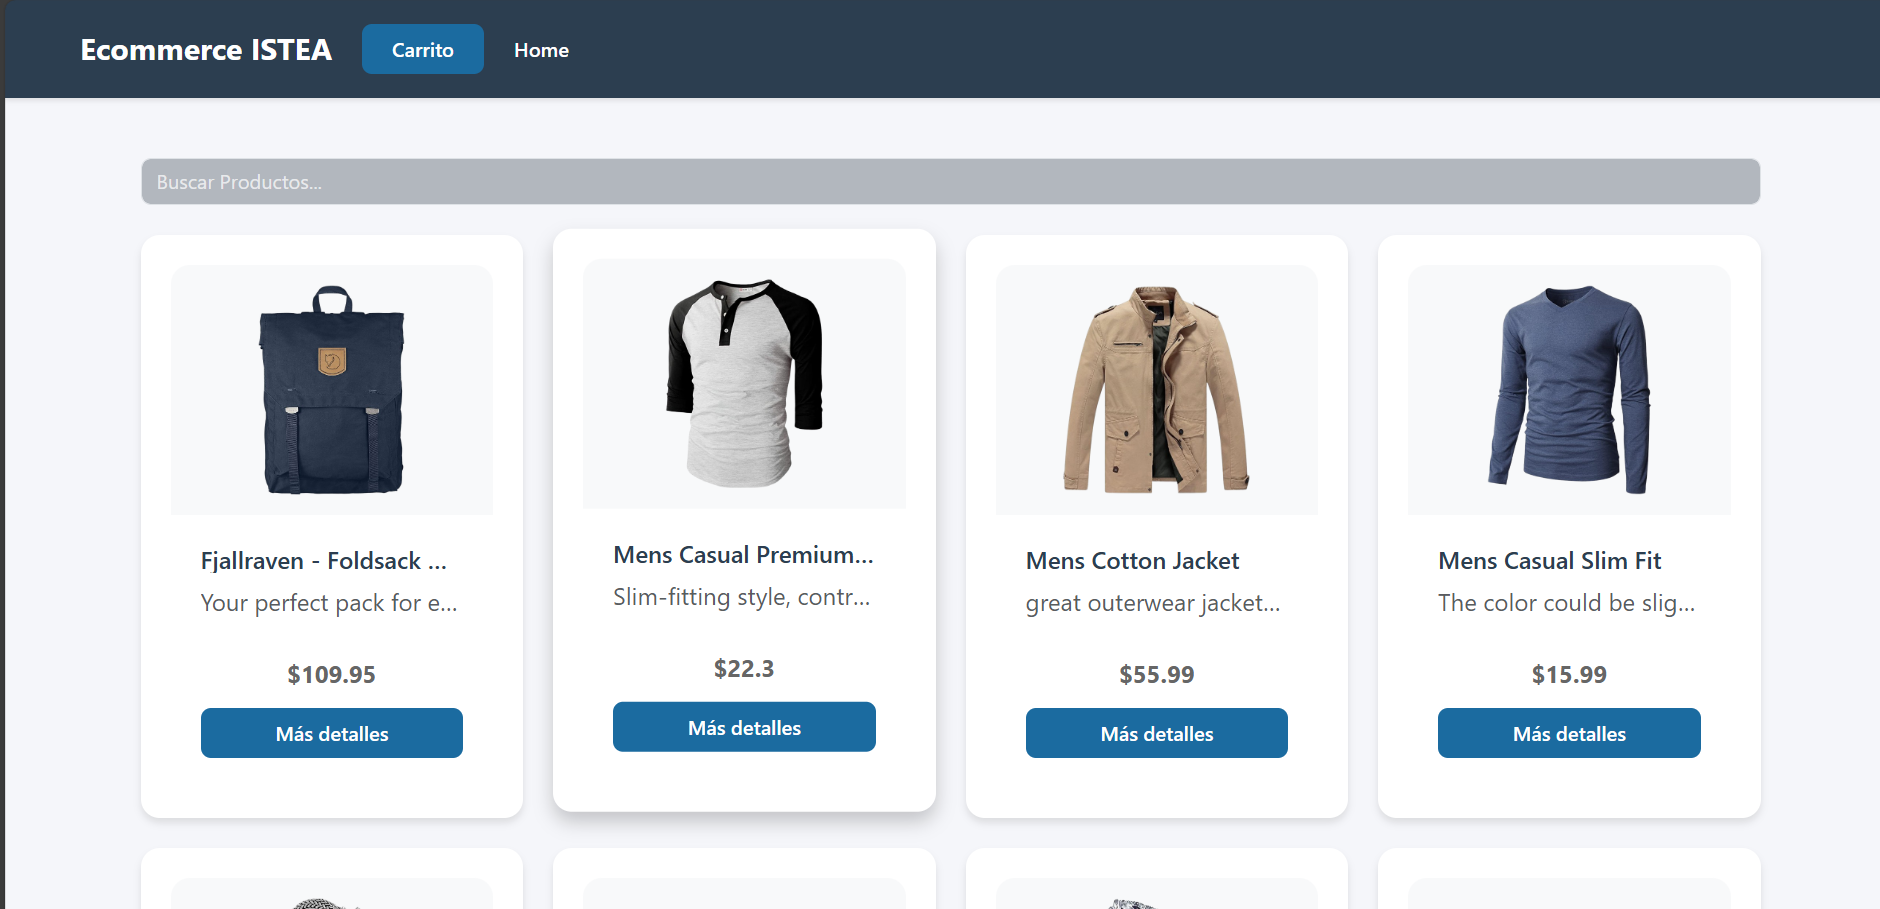 Ecommerce ISTEA
Carrito
Home
Buscar Productos...
Fjallraven - Foldsack ...
Your perfect pack for e...
$109.95
Más detalles
Mens Casual Premium...
Slim-fitting style, contr...
$22.3
Más detalles
Mens Cotton Jacket
great outerwear jacket...
$55.99
Más detalles
Mens Casual Slim Fit
The color could be slig...
$15.99
Más detalles